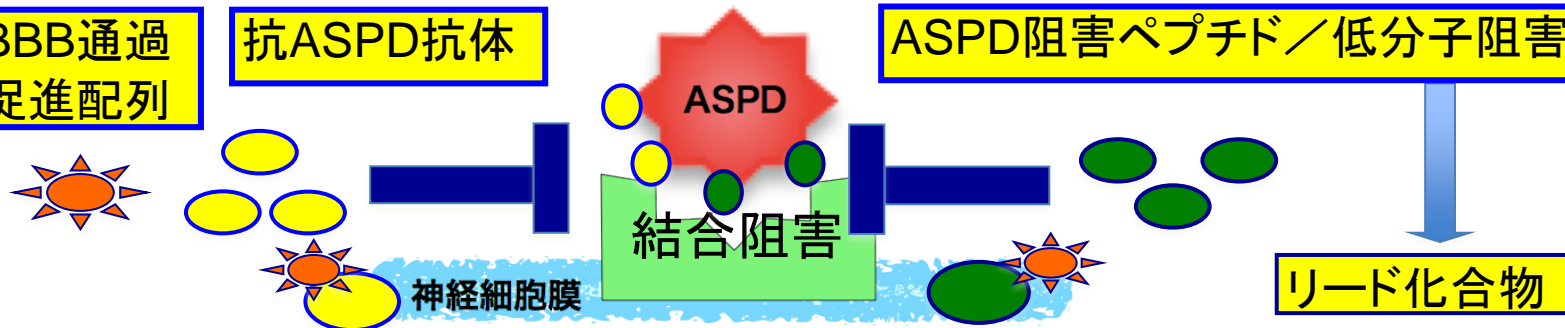 BBB通過
促進配列
抗ASPD抗体
ASPD
ASPD阻害ペプチド／低分子阻害
結合阻害
神経細胞膜
リード化合物